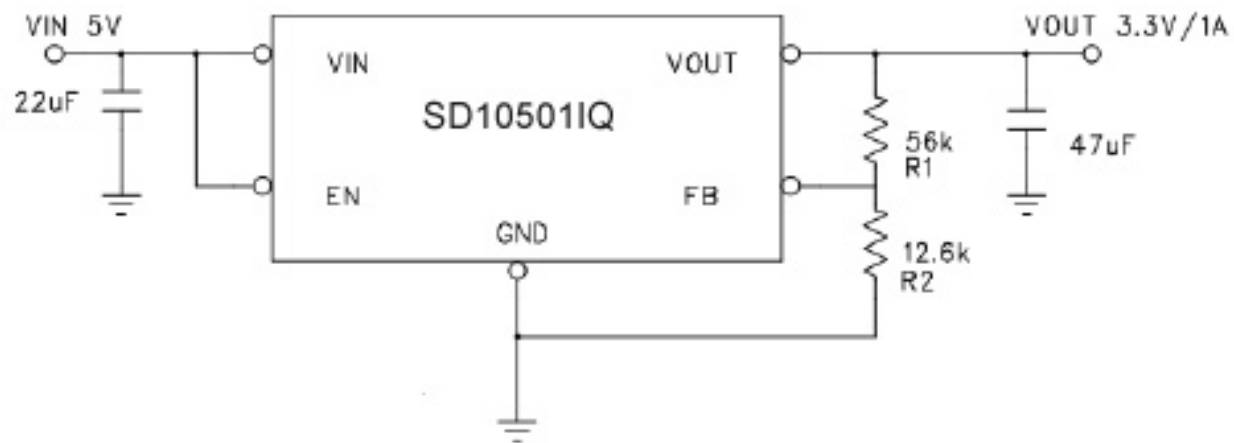 VIN 5V
VOUT 3.3V/1A
VIN
VOUT
22uF
SD10501IQ
56k
R1
47uF
EN
FB
GND
12.6k
R2